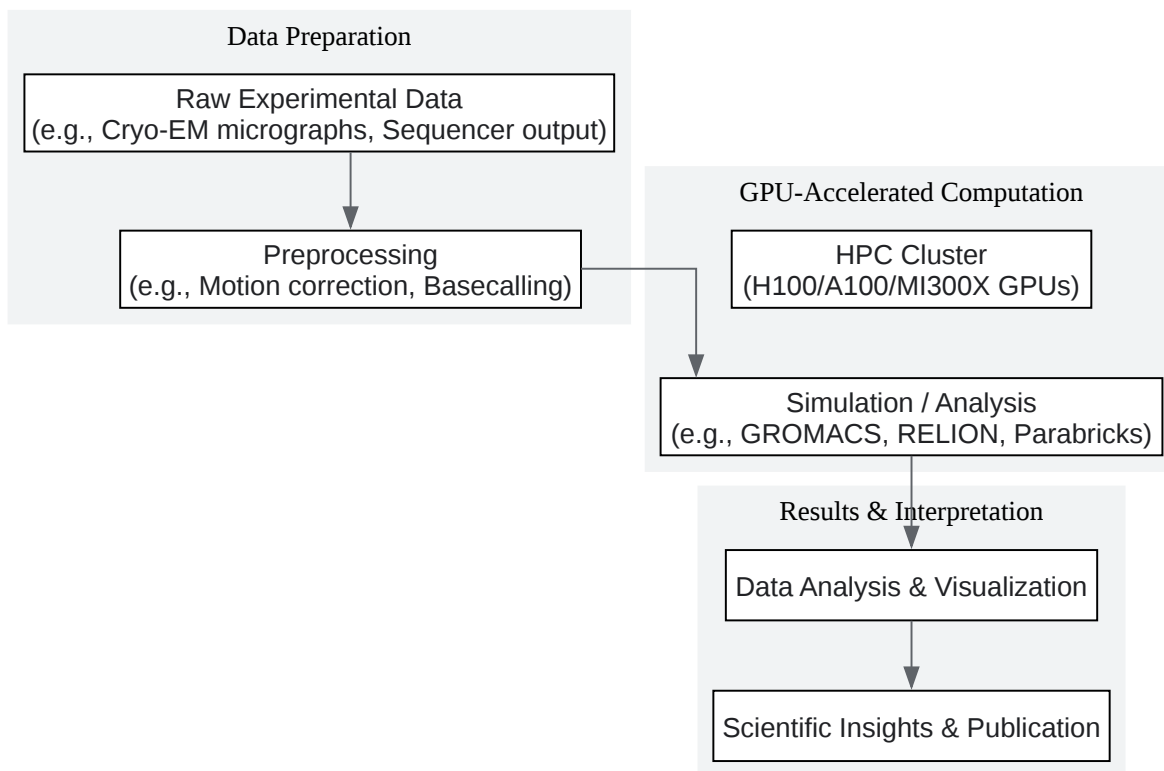 Data Preparation
Raw Experimental Data
(e.g., Cryo-EM micrographs, Sequencer output)
Preprocessing
(e.g., Motion correction, Basecalling)
GPU-Accelerated Computation
HPC Cluster
(H100/A100/MI300X GPUs)
Simulation / Analysis
(e.g., GROMACS, RELION, Parabricks)
Results & Interpretation
Data Analysis & Visualization
Scientific Insights & Publication